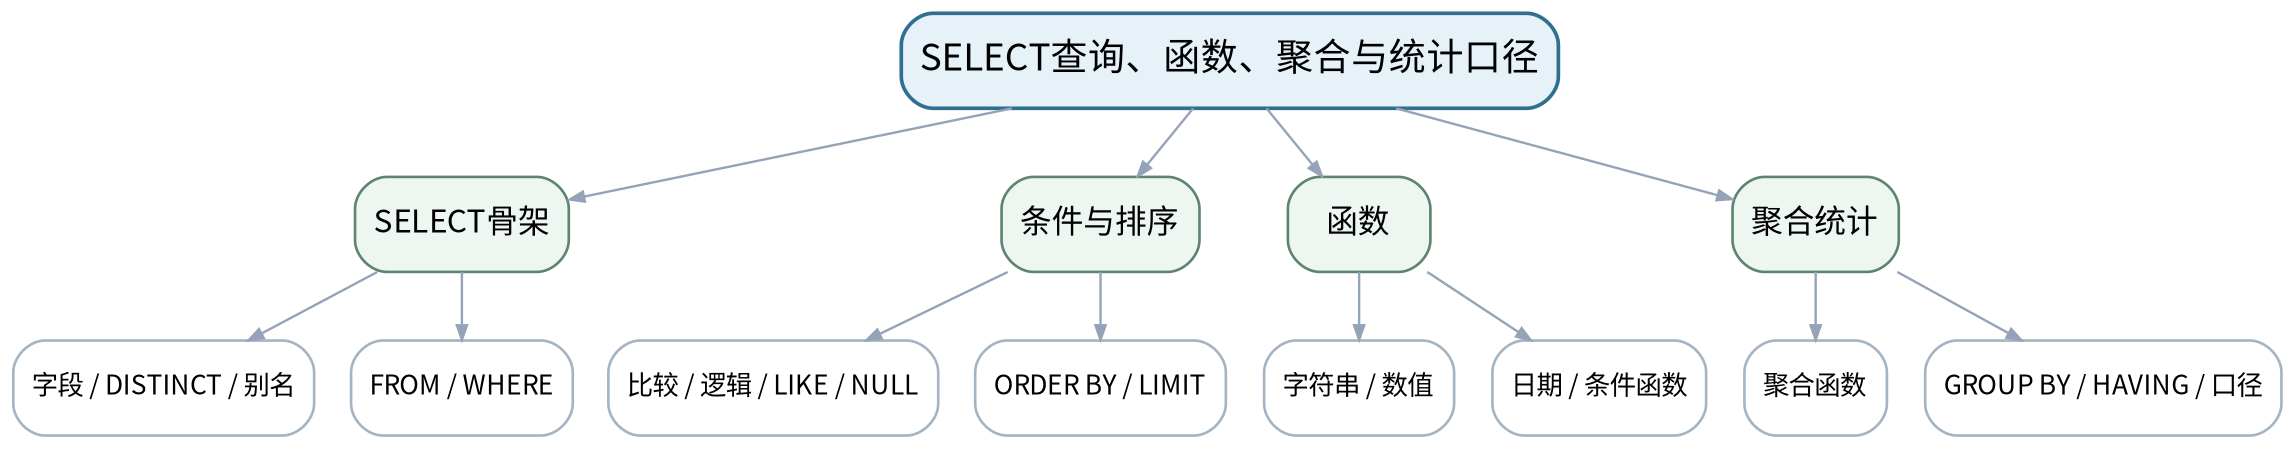 SELECT查询、函数、聚合与统计口径
SELECT骨架
条件与排序
函数
聚合统计
字段 / DISTINCT / 别名
FROM / WHERE
比较 / 逻辑 / LIKE / NULL
ORDER BY / LIMIT
字符串 / 数值
日期 / 条件函数
聚合函数
GROUP BY / HAVING / 口径